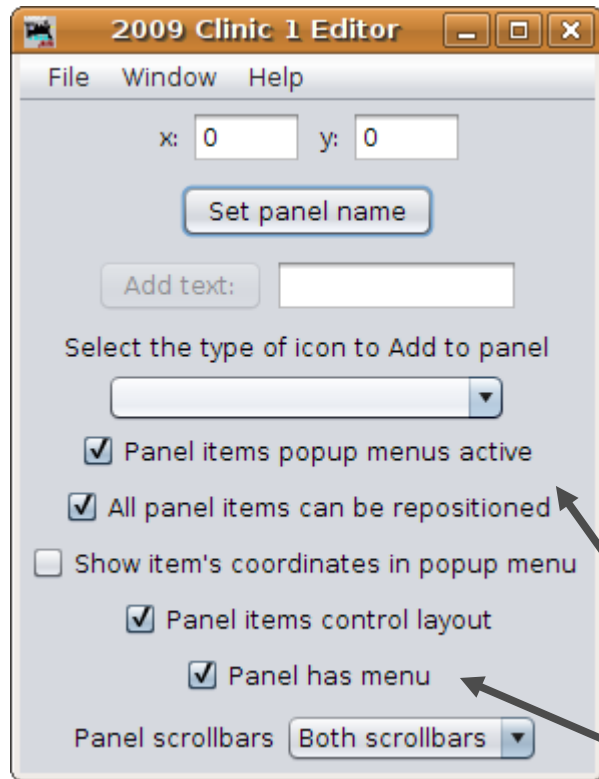 2009 Clinic 1 Editor
File Window Help
x: 0 y: 0
Set panel name
Add text:
Select the type of icon to Add to panel
Panel items popup menus active
All panel items can be repositioned
Show item's coordinates in popup menu
Panel items control layout
Panel has menu
Panel scrollbars Both scrollbars